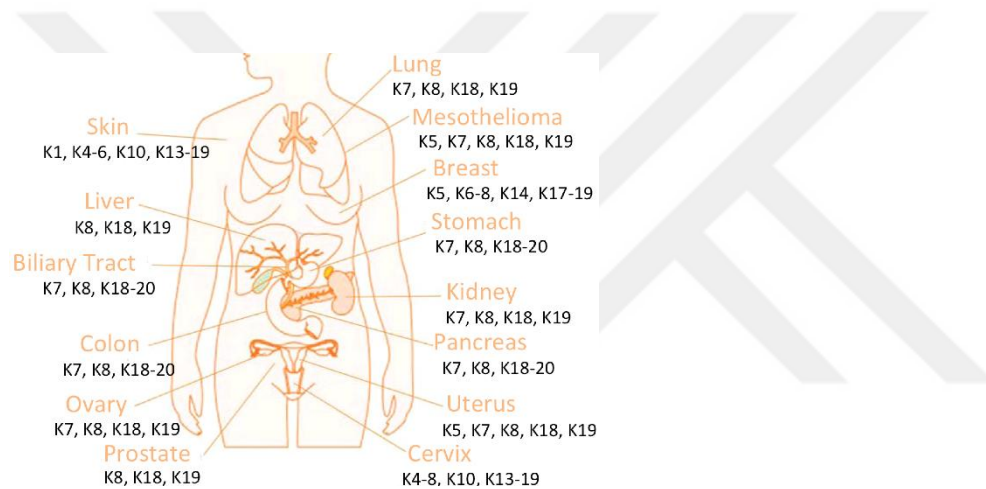 Lung
K7, K8, K18, K19
Mesothelioma
K5, K7, K8, K18, K19
Skin
K1, K4-6, K10, K13-19
Breast
K5, K6-8, K14, K17-19
Liver
K8, K18, K19
Stomach
K7, K8, K18-20
Biliary Tract
K7, K8, K18-20
Kidney
K7, K8, K18, K19
Colon
K7, K8, K18-20
Pancreas
K7, K8, K18-20
Ovary
K7, K8, K18, K19
Uterus
K5, K7, K8, K18, K19
Prostate
K8, K18, K19
Cervix
K4-8, K10, K13-19